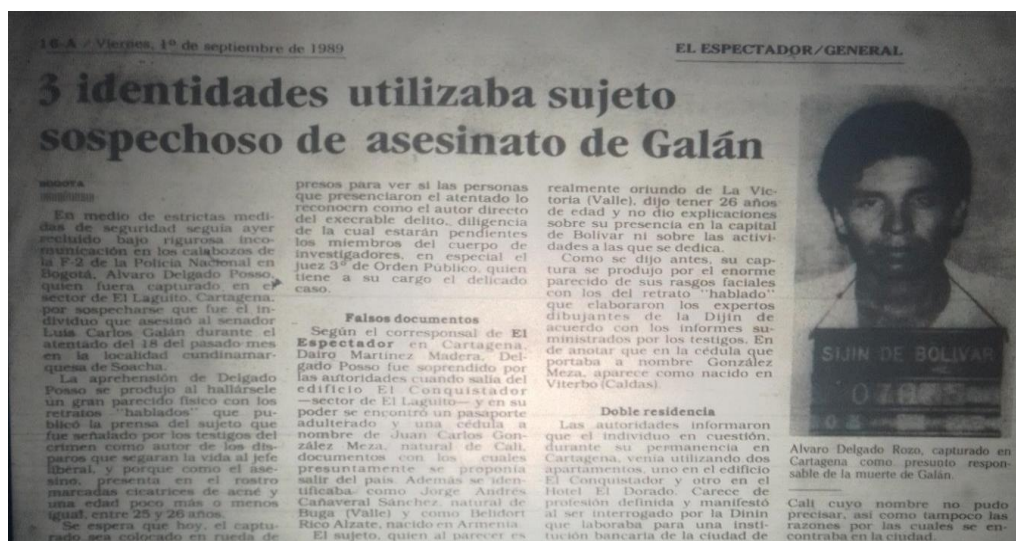 16-A / Viernes, 1º de septiembre de 1989
EL ESPECTADOR/GENERAL
3 identidades utilizaba sujeto
sospechoso de asesinato de Galán
BOGOTA
En medio de estrictas medi-
das de seguridad seguía ayer
recluido bajo rigurosa inco-
municación en los calabozos de
la F-2 de la Policía Nacional en
Bogotá, Alvaro Delgado Posso,
quien fuera capturado en el
sector de El Laguito, Cartagena,
por sospecharse que fue el in-
dividuo que asesinó al senador
Luis Carlos Galán durante el
atentado del 18 del pasado mes
en la localidad cundinamar-
quesa de Soacha.
La aprehensión de Delgado
Posso se produjo al hallársele
un gran parecido físico con los
retratos "hablados" que pu-
blicó la prensa del sujeto que
fue señalado por los testigos del
crimen como autor de los dis-
paros que segaran la vida al jefe
liberal, y porque como el ase-
sino, presenta en el rostro
marcadas cicatrices de acné y
una edad poco más o menos
igual, entre 25 y 26 años.
Se espera que hoy, el captu-
rado sea colocado en rueda de
presos para ver si las personas
que presenciaron el atentado lo
reconocern como el autor directo
del execrable delito, diligencia
de la cual estarán pendientes
los miembros del cuerpo de
investigadores, en especial el
juez 3º de Orden Público, quien
tiene a su cargo el delicado
caso.
Falsos documentos
Según el corresponsal de El
Espectador en Cartagena,
Dairo Martínez Madera, Del-
gado Posso fue soprendido por
las autoridades cuando salía del
edificio El Conquistador
—sector de El Laguito— y en su
poder se encontró un pasaporte
adulterado y una cédula a
nombre de Juan Carlos Gon-
zález Meza, natural de Cali,
documentos con los cuales
presuntamente se proponía
salir del país. Además se iden-
tificaba como Jorge Andrés
Cañaveral Sánchez, natural de
Buga (Valle) y como Belidort
Rico Alzate, nacido en Armenia.
El sujeto, quien al parecer es
realmente oriundo de La Vic-
toria (Valle), dijo tener 26 años
de edad y no dio explicaciones
sobre su presencia en la capital
de Bolívar ni sobre las activi-
dades a las que se dedica.
Como se dijo antes, su cap-
tura se produjo por el enorme
parecido de sus rasgos faciales
con los del retrato "hablado"
que elaboraron los expertos
dibujantes de la Dijin de
acuerdo con los informes su-
ministrados por los testigos. En
de anotar que en la cédula que
portaba a nombre González
Meza, aparece como nacido en
Viterbo (Caldas).
Doble residencia
Las autoridades informaron
que el individuo en cuestión,
durante su permanencia en
Cartagena, venía utilizando dos
apartamentos, uno en el edificio
El Conquistador y otro en el
Hotel El Dorado. Carece de
profesión definida y manifestó
al ser interrogado por la Dinin
que laboraba para una insti-
tución bancaria de la ciudad de
SIJIN DE BOLIVAR
Alvaro Delgado Rozo, capturado en
Cartagena como presunto respon-
sable de la muerte de Galán.
Cali cuyo nombre no pudo
precisar, así como tampoco las
razones por las cuales se en-
contraba en la ciudad.